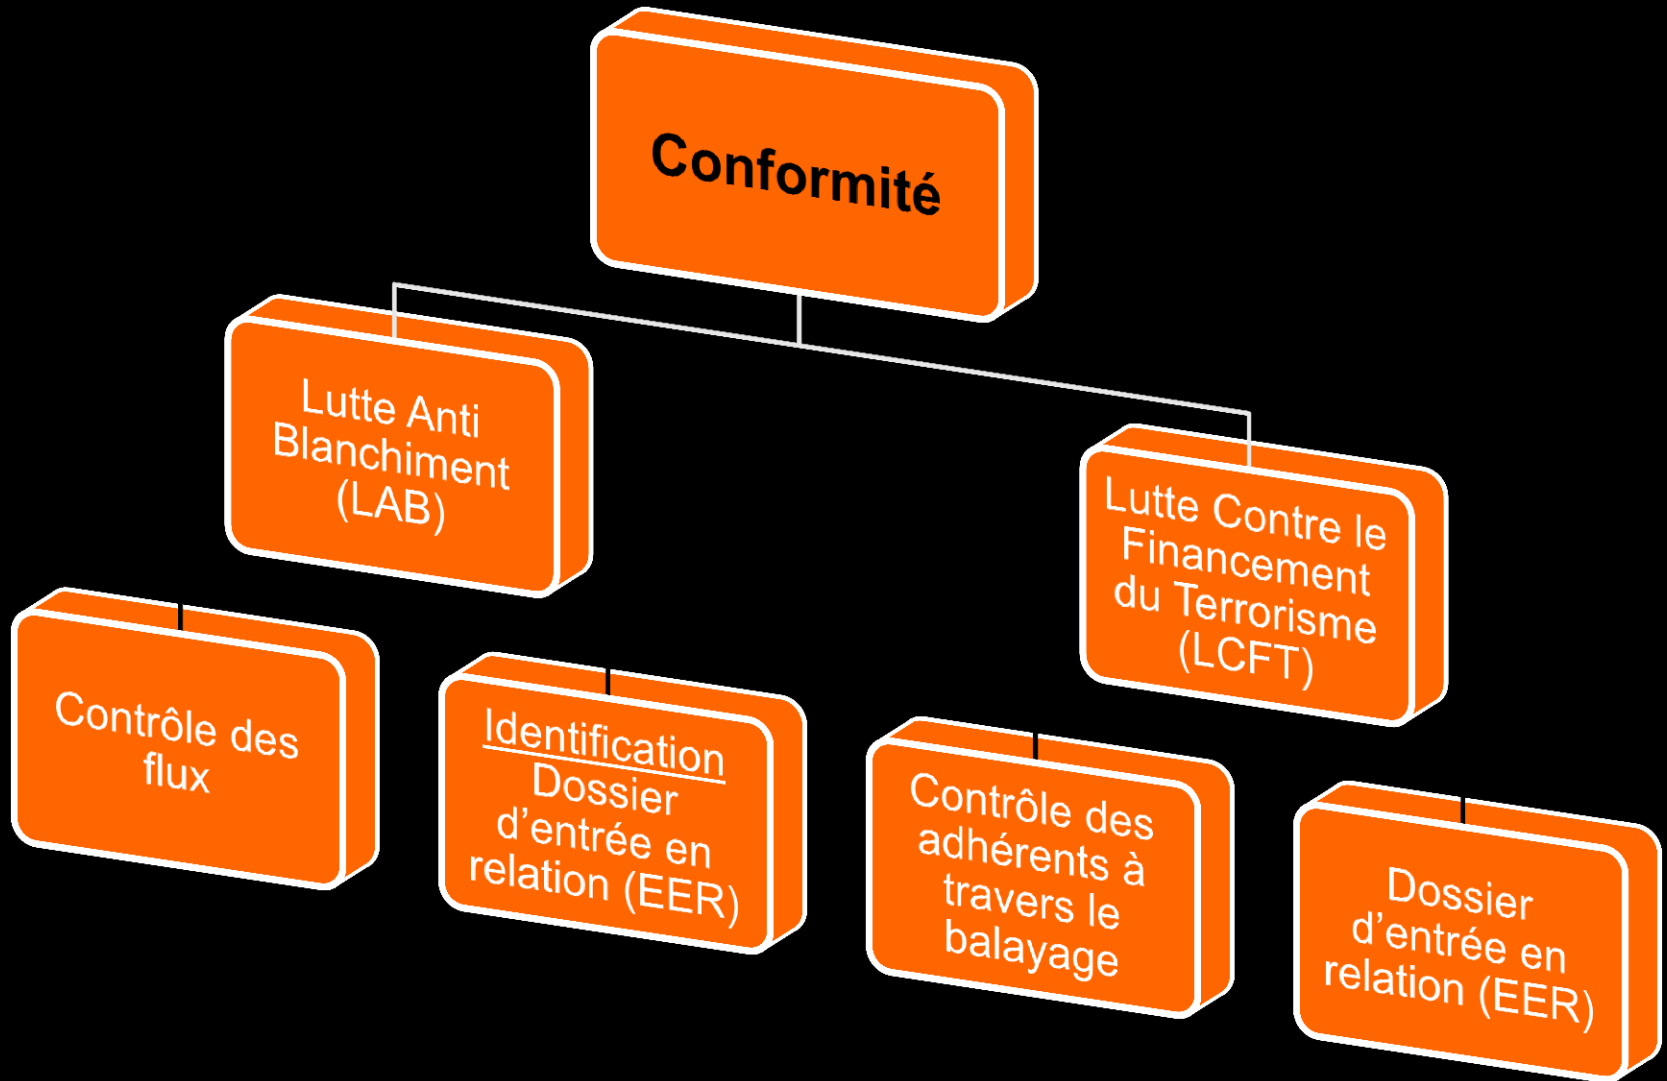 Conformité
Lutte Anti
Blanchiment
(LAB)
Lutte Contre le
Financement
du Terrorisme
(LCFT)
Contrôle des
flux
Identification
Dossier
d’entrée en
relation (EER)
Contrôle des
adhérents à
travers le
balayage
Dossier
d’entrée en
relation (EER)